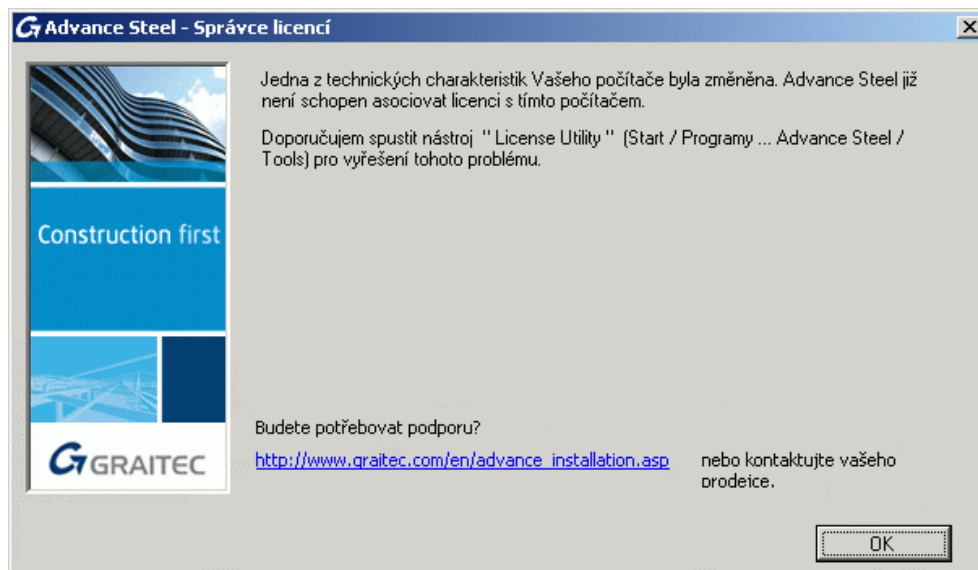 Advance Steel - Správce licencí
Jedna z technických charakteristik Vašeho počítače byla změněna. Advance Steel již
není schopen asociovat licenci s tímto počítačem.
Doporučujem spustit nástroj " License Utility " (Start / Programy ... Advance Steel /
Tools) pro vyřešení tohoto problému.
Construction first
GRAITEC
Budete potřebovat podporu?
http://www.graitec.com/en/advance_installation.asp
nebo kontaktujte vašeho
prodejce.
OK